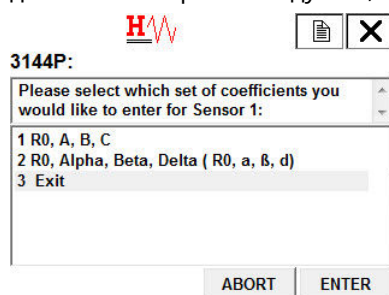 H
3144P:
Please select which set of coefficients you
would like to enter for Sensor 1:
1 R0, A, B, C
2 R0, Alpha, Beta, Delta ( R0, a, ß, d)
3 Exit
ABORT ENTER